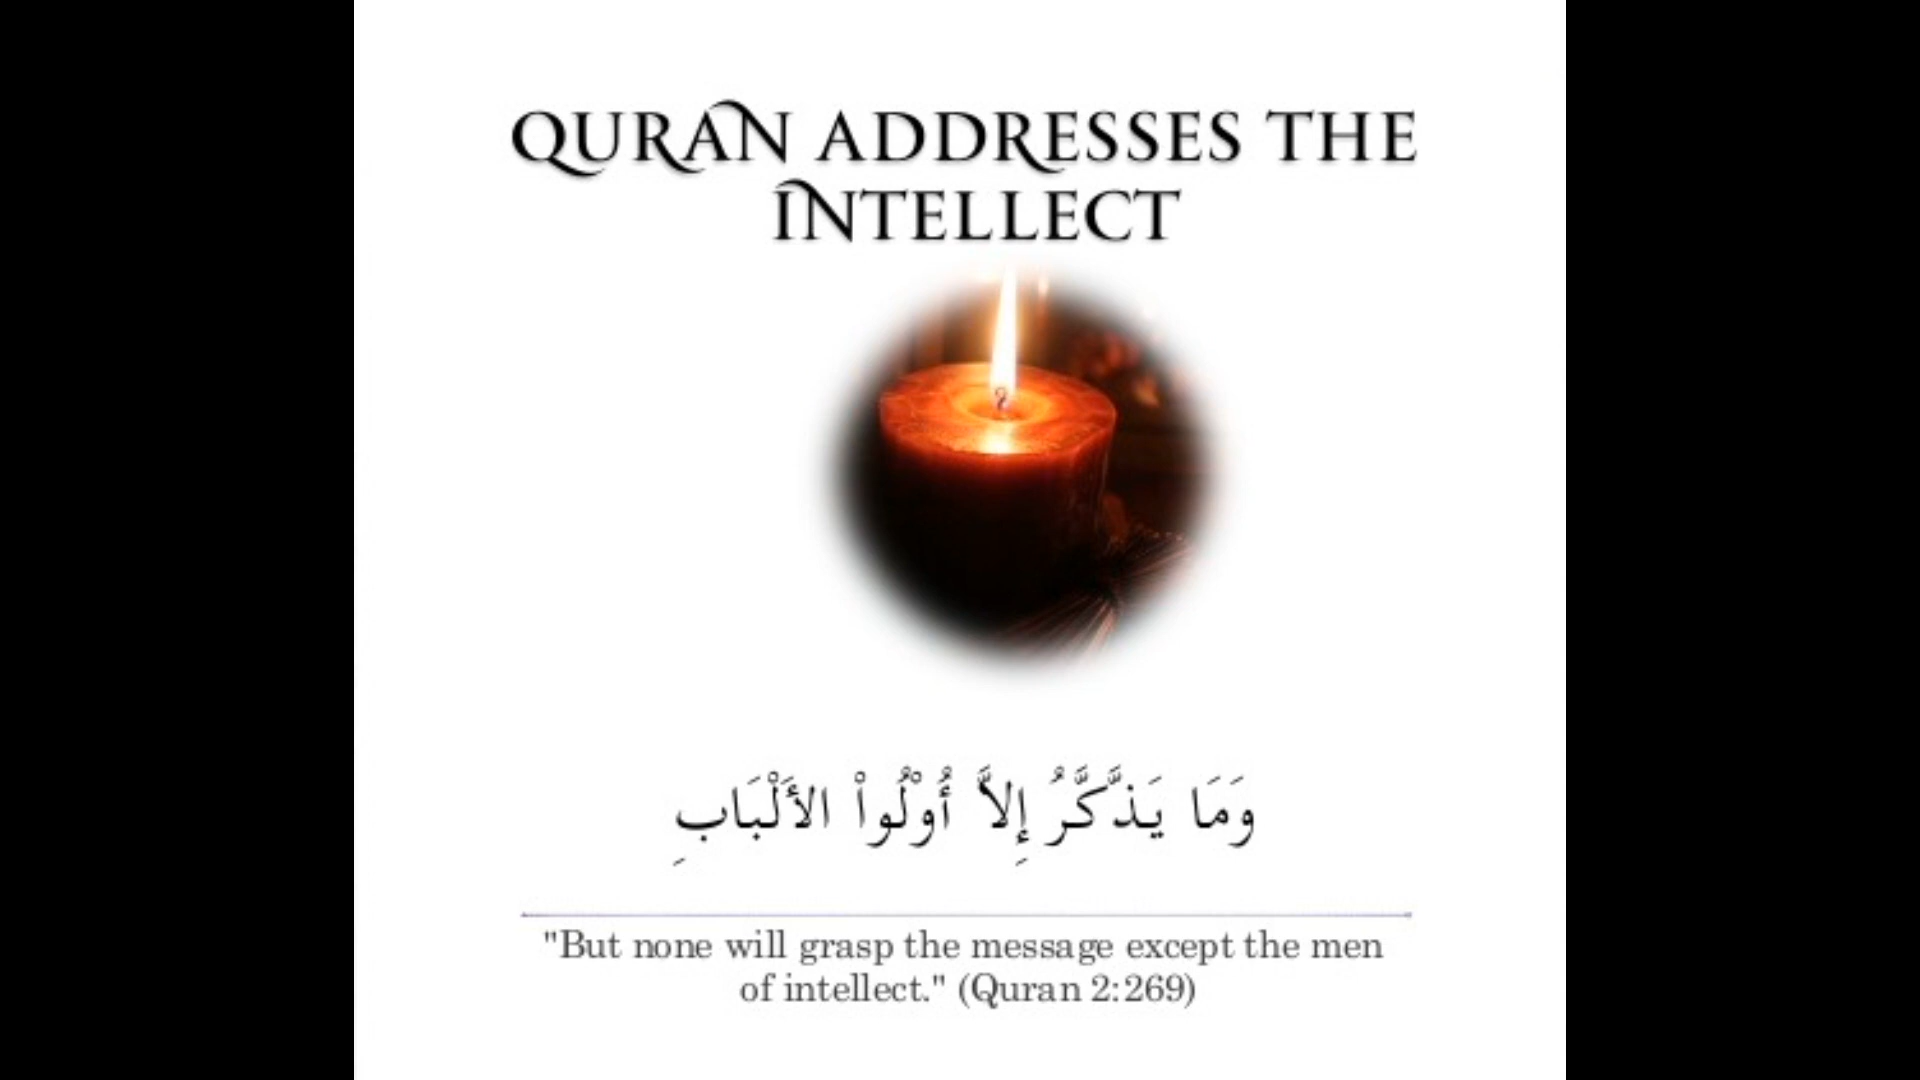 QURAN ADDRESSES THE
INTELLECT
وَمَا يَذَّكَّرُ إِلاَّ أُوْلُواْ الأَلْبَابِ
"But none will grasp the message except the men
of intellect." (Quran 2:269)